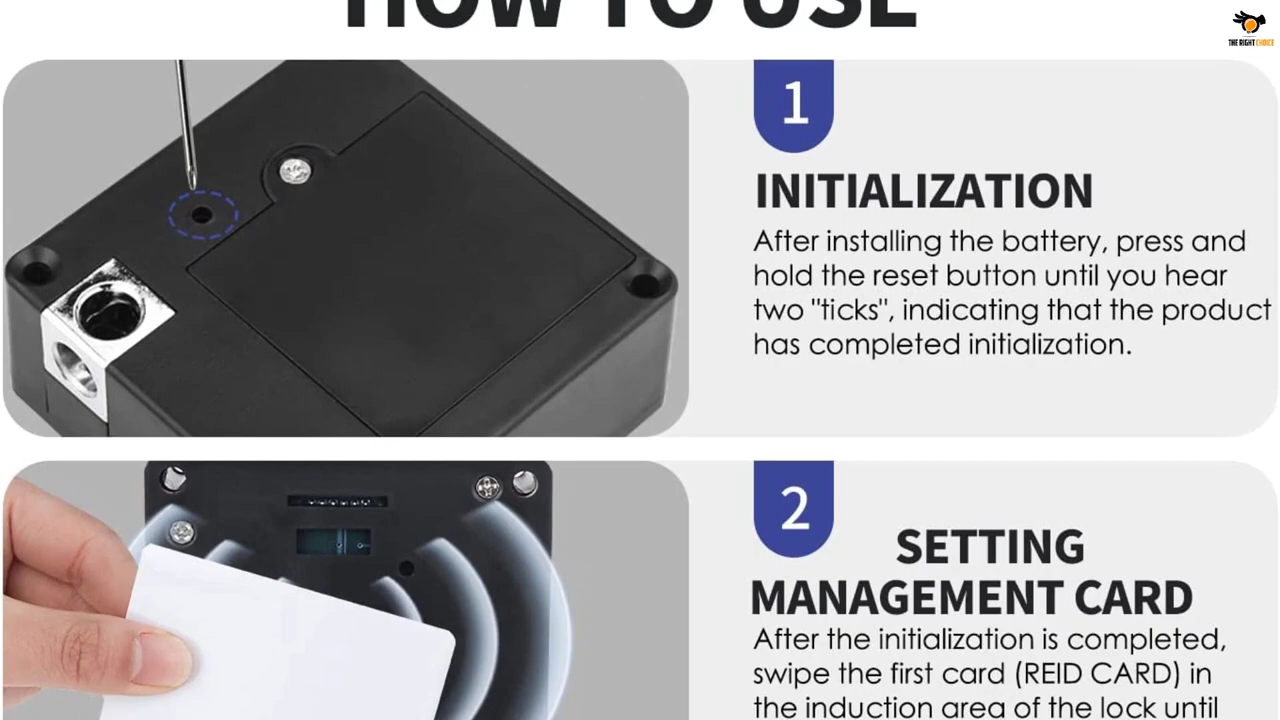 HOW TO USE
THE RIGHT CHOICE
1
INITIALIZATION
After installing the battery, press and
hold the reset button until you hear
two "ticks", indicating that the product
has completed initialization.
2
SETTING
MANAGEMENT CARD
After the initialization is completed,
swipe the first card (REID CARD) in
the induction area of the lock until